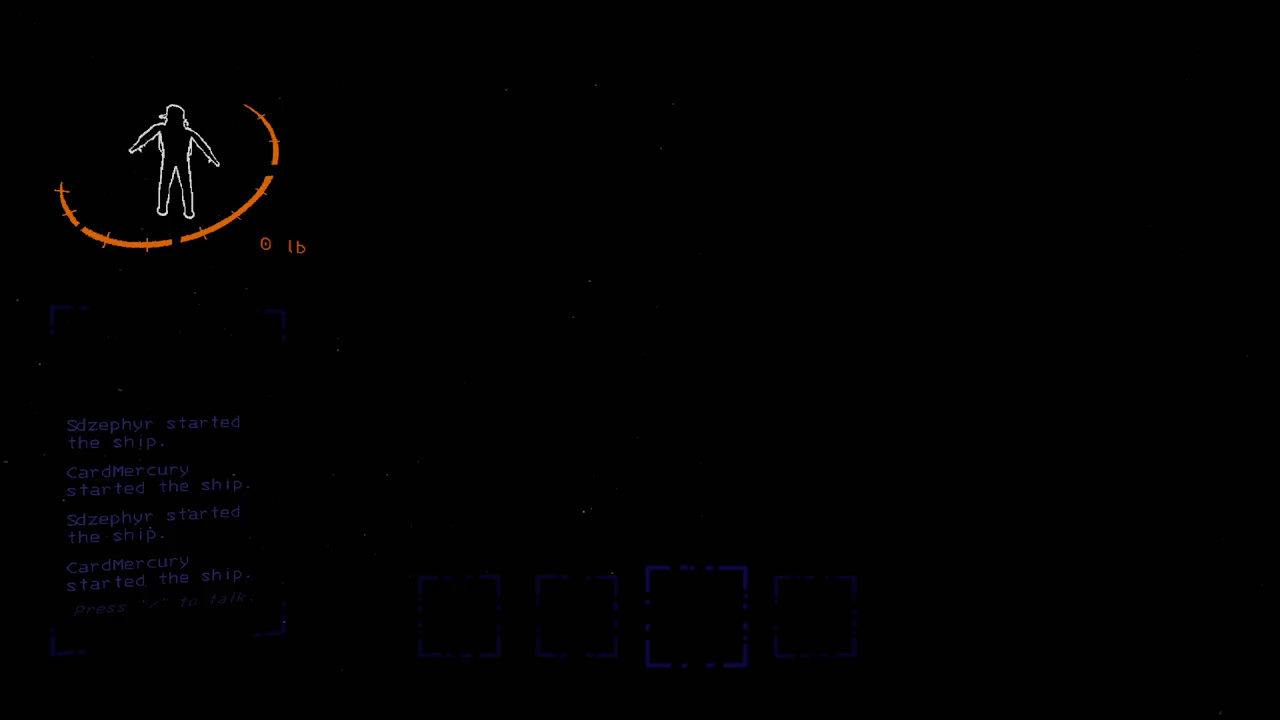 0 lb
Sdzephyr started
the ship.
CardMercury
started the ship.
Sdzephyr started
the ship.
CardMercury
started the ship.
Press "/" to talk.